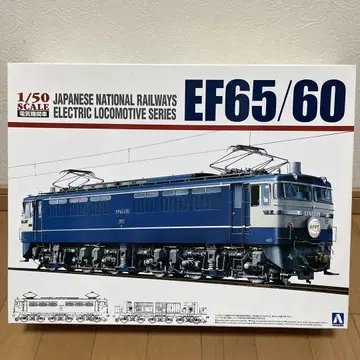 1/50
SCALE
電気機関車
JAPANESE NATIONAL RAILWAYS
ELECTRIC LOCOMOTIVE SERIES
EF65/60